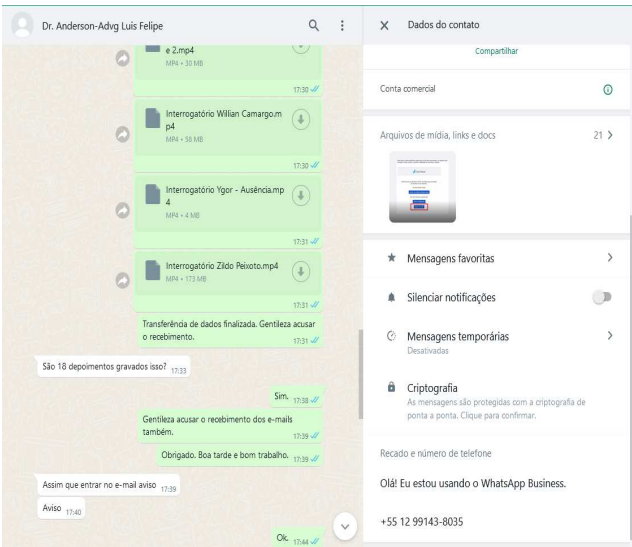 Dr. Anderson-Advg Luis Felipe
e 2.mp4
MP4 • 30 MB
17:30
Interrogatório Willian Camargo.m
p4
MP4 • 58 MB
17:30
Interrogatório Ygor - Ausência.mp
4
MP4 • 4 MB
17:31
Interrogatório Zildo Peixoto.mp4
MP4 • 173 MB
17:31
Transferência de dados finalizada. Gentileza acusar
o recebimento.
17:31
São 18 depoimentos gravados isso? 17:33
Sim. 17:38
Gentileza acusar o recebimento dos e-mails
também.
17:39
Obrigado. Boa tarde e bom trabalho. 17:39
Assim que entrar no e-mail aviso 17:39
Aviso 17:40
Ok. 17:44
Dados do contato
Compartilhar
Conta comercial
Arquivos de mídia, links e docs 21
Mensagens favoritas
Silenciar notificações
Mensagens temporárias
Desativadas
Criptografia
As mensagens são protegidas com a criptografia de
ponta a ponta. Clique para confirmar.
Recado e número de telefone
Olá! Eu estou usando o WhatsApp Business.
+55 12 99143-8035